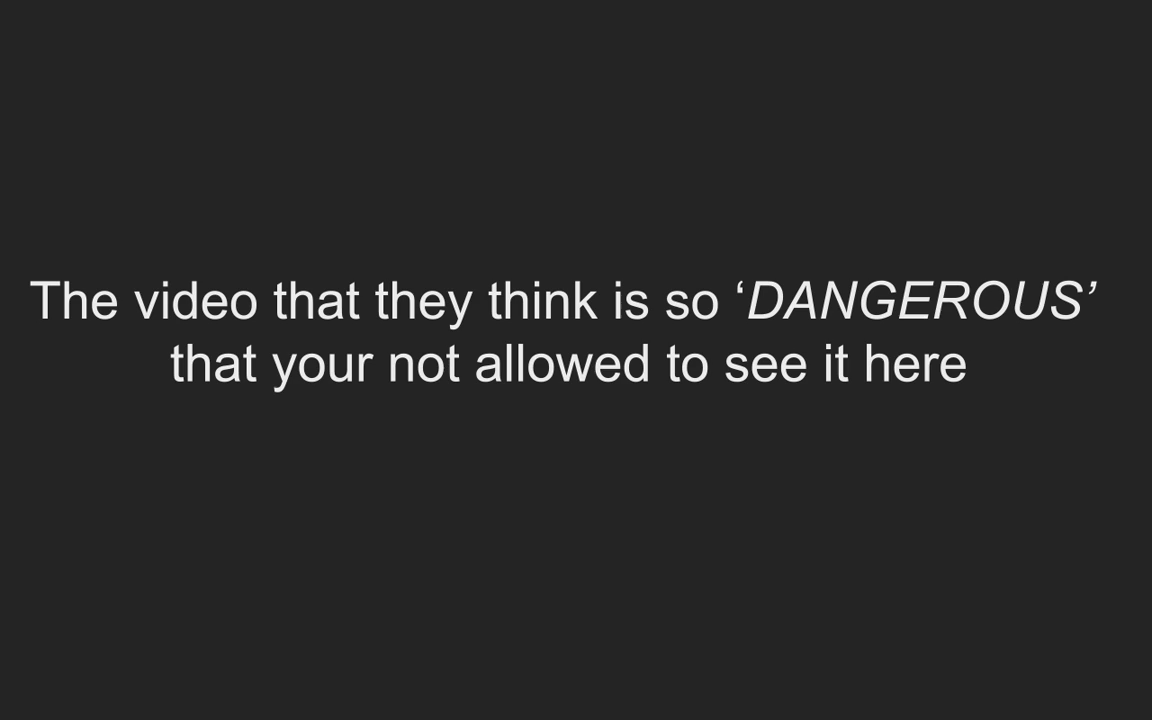 The video that they think is so ‘DANGEROUS’
that your not allowed to see it here